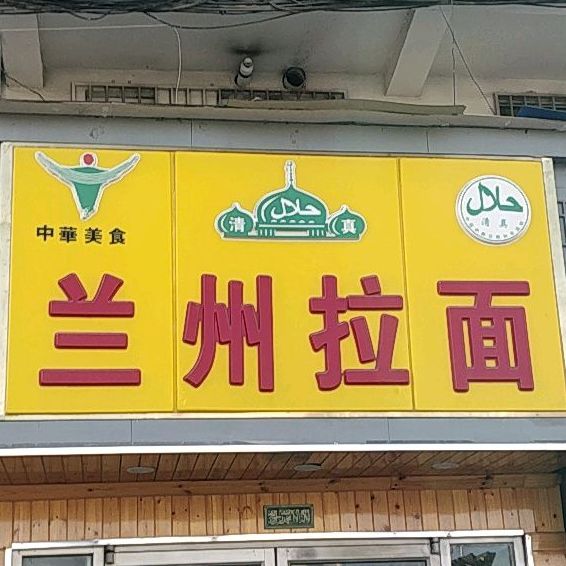 中華美食
清 حلال 真
حلال
清真
兰州拉面